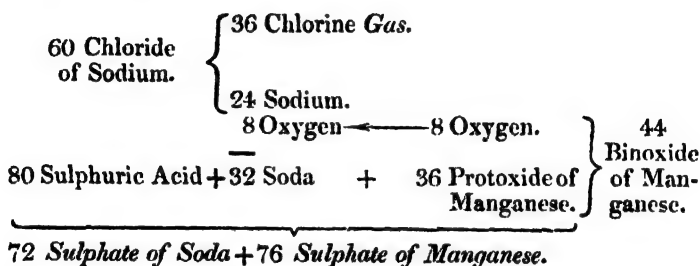 36 Chlorine Gas.
60 Chloride
of Sodium.
24 Sodium.
8 Oxygen 8 Oxygen.
44
Binoxide
of Man-
ganese.
80 Sulphuric Acid + 32 Soda + 36 Protoxide of
Manganese.
72 Sulphate of Soda + 76 Sulphate of Manganese.